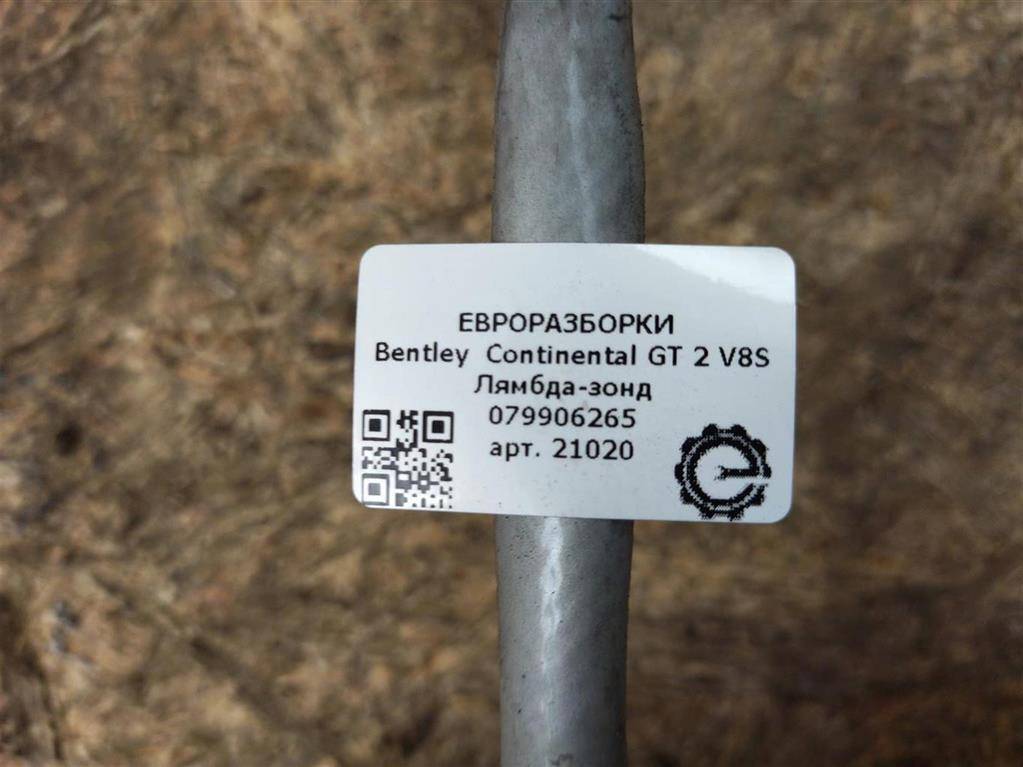 ЕВРОРАЗБОРКИ
Bentley Continental GT 2 V8S
Лямбда-зонд
079906265
арт. 21020